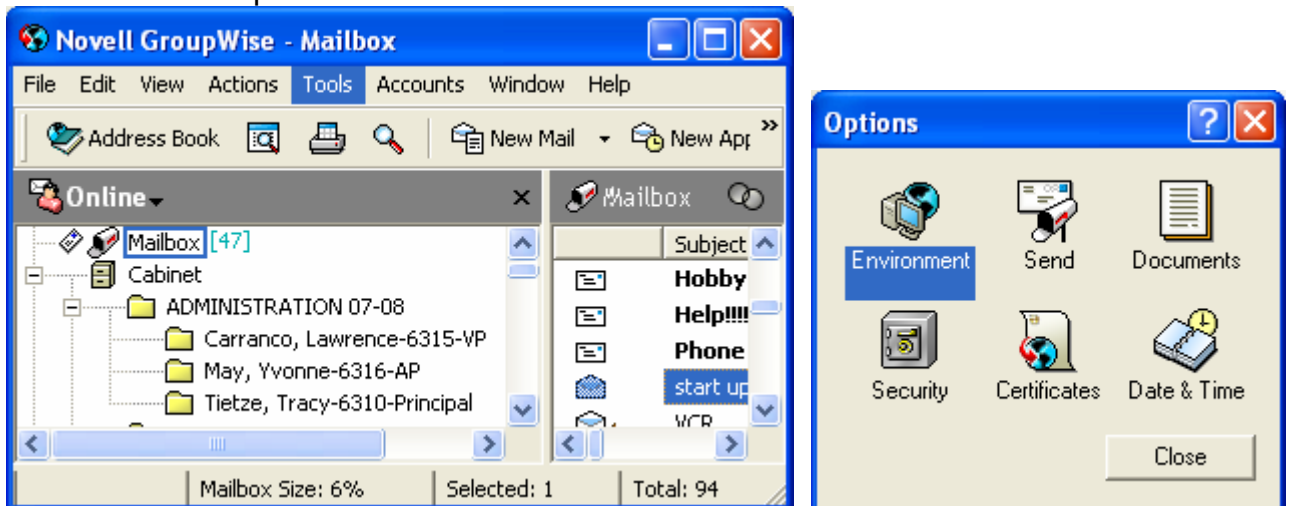 Novell GroupWise - Mailbox
File Edit View Actions Tools Accounts Window Help
Address Book New Mail New App
Online
Mailbox
Mailbox [47]
Cabinet
ADMINISTRATION 07-08
Carranco, Lawrence-6315-VP
May, Yvonne-6316-AP
Tietze, Tracy-6310-Principal
Subject
Hobby
Help!!!!
Phone
start up
VCR
Mailbox Size: 6% Selected: 1 Total: 94
Options
Environment Send Documents
Security Certificates Date & Time
Close